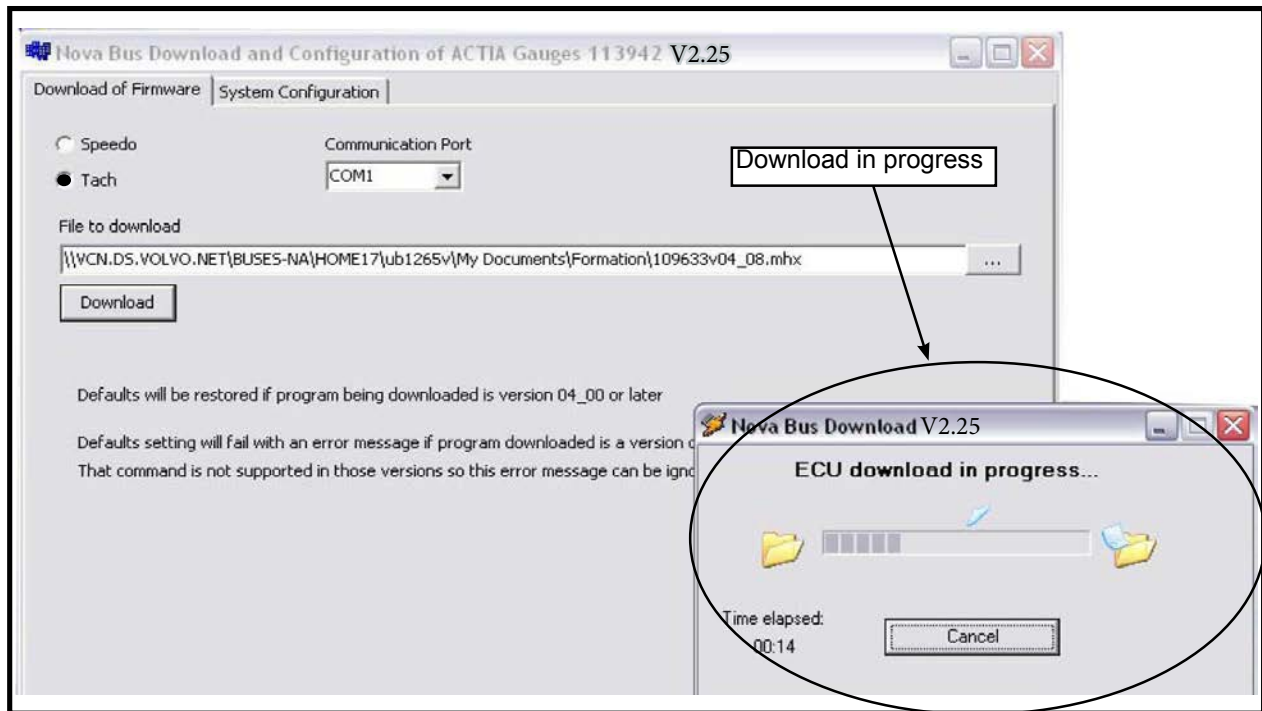 Nova Bus Download and Configuration of ACTIA Gauges 113942 V2.25
Download of Firmware
System Configuration
Speedo
Communication Port
Tach
COM1
Download in progress
File to download
\\VCN.DS.VOLVO.NET\BUSES-NA\HOME17\ub1265v\My Documents\Formation\109633v04_08.mhx
...
Download
Defaults will be restored if program being downloaded is version 04_00 or later
Defaults setting will fail with an error message if program downloaded is a version
That command is not supported in those versions so this error message can be
Nova Bus Download V2.25
ECU download in progress...
Time elapsed:
00:14
Cancel